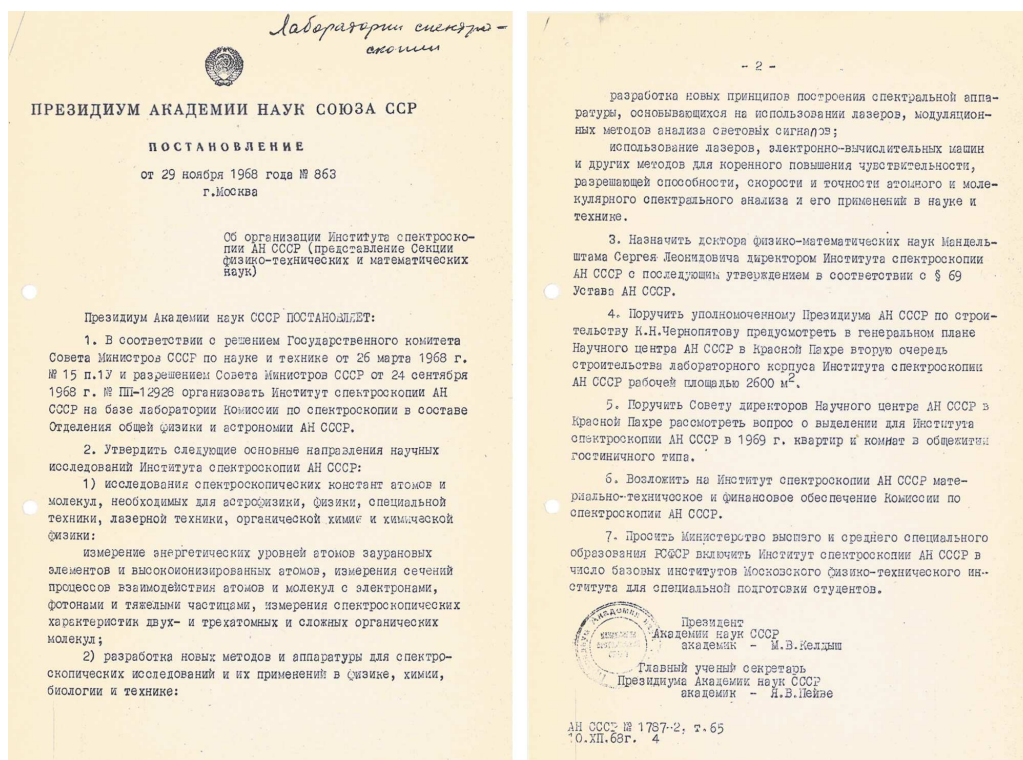 Лаборатории спектро-
скопии
ПРЕЗИДИУМ АКАДЕМИИ НАУК СОЮЗА ССР
ПОСТАНОВЛЕНИЕ
от 29 ноября 1968 года № 863
г.Москва
Об организации Института спектроско-
пии АН СССР (представление Секции
физико-технических и математических
наук)
Президиум Академии наук СССР ПОСТАНОВЛЯЕТ:
1. В соответствии с решением Государственного комитета
Совета Министров СССР по науке и технике от 26 марта 1968 г.
№ 15 п.1У и разрешением Совета Министров СССР от 24 сентября
1968 г. № ПП-12928 организовать Институт спектроскопии АН
СССР на базе лаборатории Комиссии по спектроскопии в составе
Отделения общей физики и астрономии АН СССР.
2. Утвердить следующие основные направления научных
исследований Института спектроскопии АН СССР:
1) исследования спектроскопических констант атомов и
молекул, необходимых для астрофизики, физики, специальной
техники, лазерной техники, органической химии и химической
физики:
измерение энергетических уровней атомов заурановых
элементов и высокоионизированных атомов, измерения сечений
процессов взаимодействия атомов и молекул с электронами,
фотонами и тяжелыми частицами, измерения спектроскопических
характеристик двух- и трехатомных и сложных органических
молекул;
2) разработка новых методов и аппаратуры для спектро-
скопических исследований и их применений в физике, химии,
биологии и технике:
- 2 -
разработка новых принципов построения спектральной аппа-
ратуры, основывающихся на использовании лазеров, модуляцион-
ных методов анализа световых сигналов;
использование лазеров, электронно-вычислительных машин
и других методов для коренного повышения чувствительности,
разрешающей способности, скорости и точности атомного и моле-
кулярного спектрального анализа и его применений в науке и
технике.
3. Назначить доктора физико-математических наук Мандель-
штама Сергея Леонидовича директором Института спектроскопии
АН СССР с последующим утверждением в соответствии с § 69
Устава АН СССР.
4. Поручить уполномоченному Президиума АН СССР по строи-
тельству К.Н.Чернопятову предусмотреть в генеральном плане
Научного центра АН СССР в Красной Пахре вторую очередь
строительства лабораторного корпуса Института спектроскопии
АН СССР рабочей площадью 2600 м².
5. Поручить Совету директоров Научного центра АН СССР в
Красной Пахре рассмотреть вопрос о выделении для Института
спектроскопии АН СССР в 1969 г. квартир и комнат в общежитии
гостиничного типа.
6. Возложить на Институт спектроскопии АН СССР мате-
риально-техническое и финансовое обеспечение Комиссии по
спектроскопии АН СССР.
7. Просить Министерство высшего и среднего специального
образования РСФСР включить Институт спектроскопии АН СССР в
число базовых институтов Московского физико-технического ин-
ститута для специальной подготовки студентов.
Президент
Академии наук СССР
академик - М.В.Келдыш
Главный ученый секретарь
Президиума Академии наук СССР
академик - Я.В.Пейве
АН СССР № 1787-2, т.65
10.ХП.68г. 4